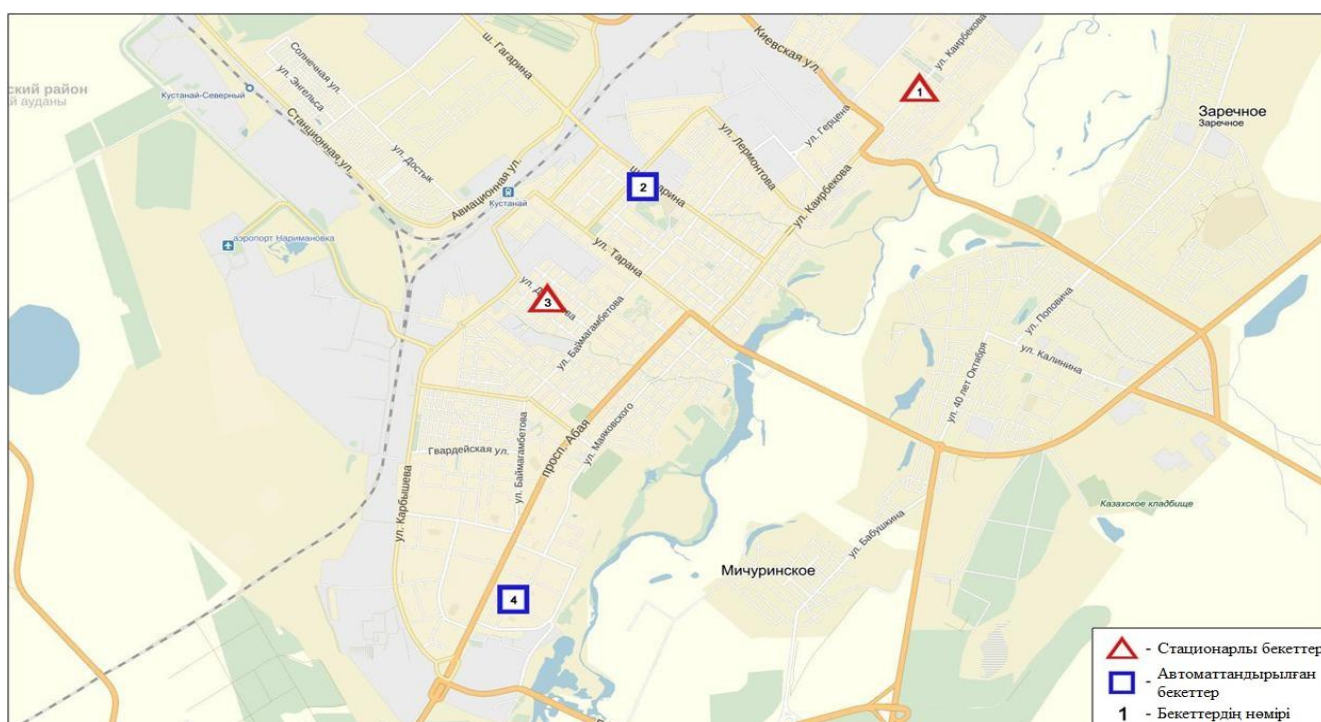 Киевская ул.
ул. Каирбекова
1
ш. Гагарина
Солнечная ул.
ул. Энгельса
ский район
й ауданы
Кустанай-Северный
Станционная ул.
ул. Достык
Авиационная ул.
Кустанай
ул. Лермонтова
ул. Герцена
Заречное
Заречное
2
ул. Каирбекова
аэропорт Наримановка
ул. Тарана
3
ул. Баймагамбетова
ул. Поповича
ул. Калинина
ул. 40 лет Октября
просп. Абая
ул. Маяковского
Гвардейская ул.
ул. Баймагамбетова
ул. Карбышева
Казахское кладбище
ул. Бабушкина
Мичуринское
4
- Стационарлы бекеттер
- Автоматтандырылған
бекеттер
1 - Бекеттердің нөмірі